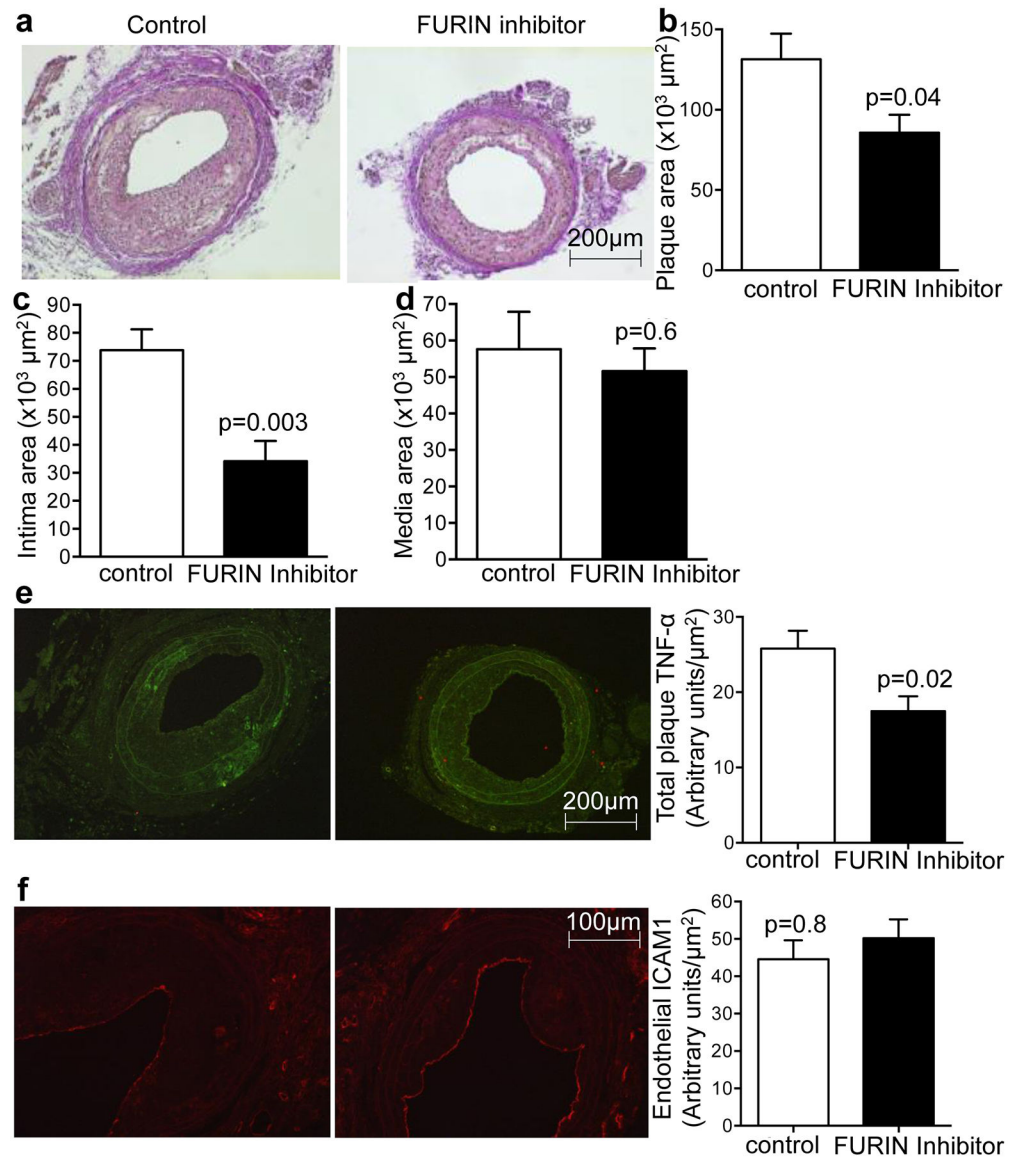 a
Control
FURIN inhibitor
200µm
b
Plaque area (x10³ µm²)
150
100
50
0
p=0.04
control
FURIN Inhibitor
c
Intima area (x10³ µm²)
90
80
70
60
50
40
30
20
10
0
p=0.003
control
FURIN Inhibitor
d
Media area (x10³ µm²)
70
60
50
40
30
20
10
0
p=0.6
control
FURIN Inhibitor
e
200µm
Total plaque TNF-α
(Arbitrary units/µm²)
30
20
10
0
p=0.02
control
FURIN Inhibitor
f
100µm
Endothelial ICAM1
(Arbitrary units/µm²)
60
50
40
30
20
10
0
p=0.8
control
FURIN Inhibitor